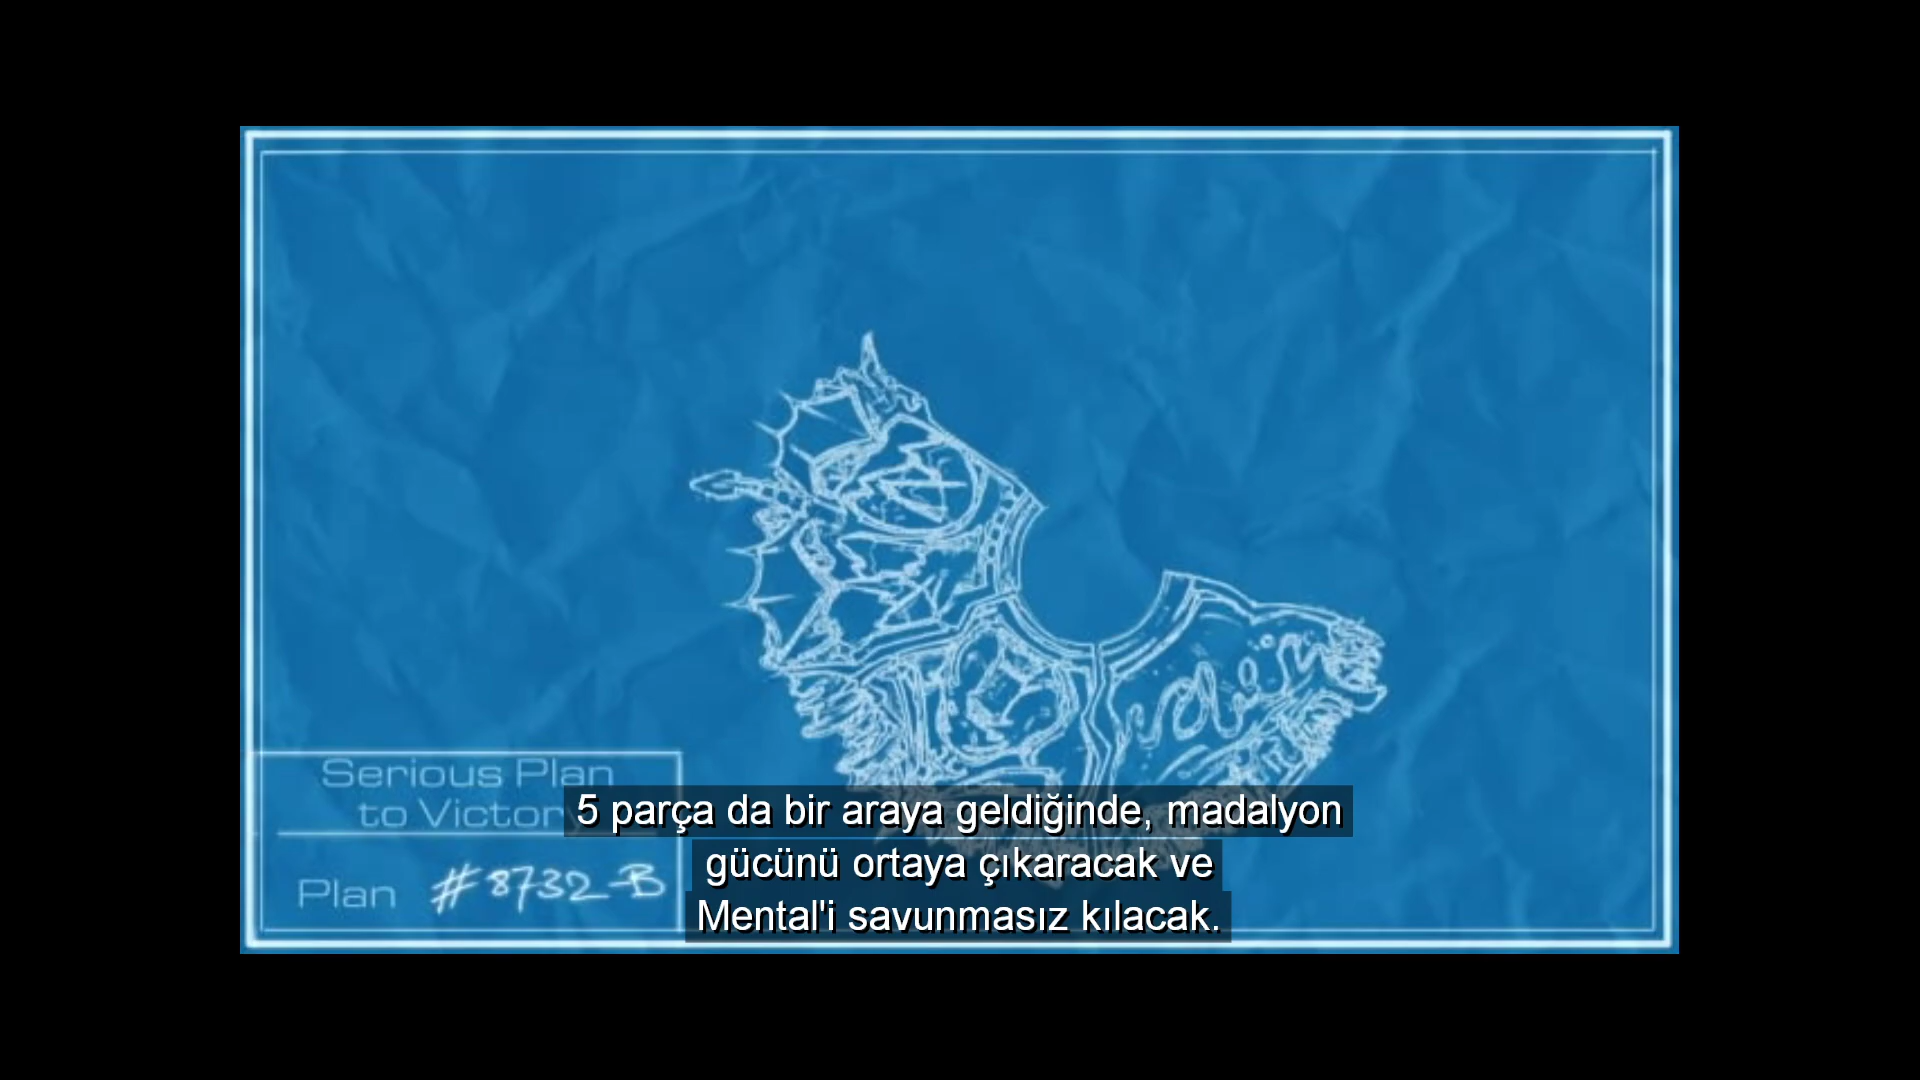 Serious Plan
to Victory
Plan #8732-B
5 parça da bir araya geldiğinde, madalyon
gücünü ortaya çıkaracak ve
Mental'i savunmasız kılacak.